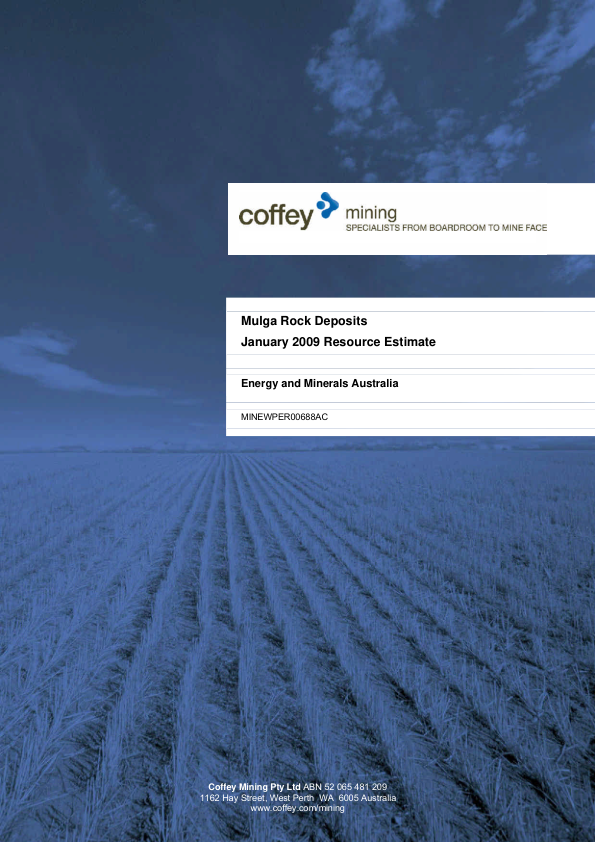 coffey mining
SPECIALISTS FROM BOARDROOM TO MINE FACE
Mulga Rock Deposits
January 2009 Resource Estimate
Energy and Minerals Australia
MINEWPER00688AC
Coffey Mining Pty Ltd ABN 52 065 481 209
1162 Hay Street, West Perth WA 6005 Australia
www.coffey.com/mining